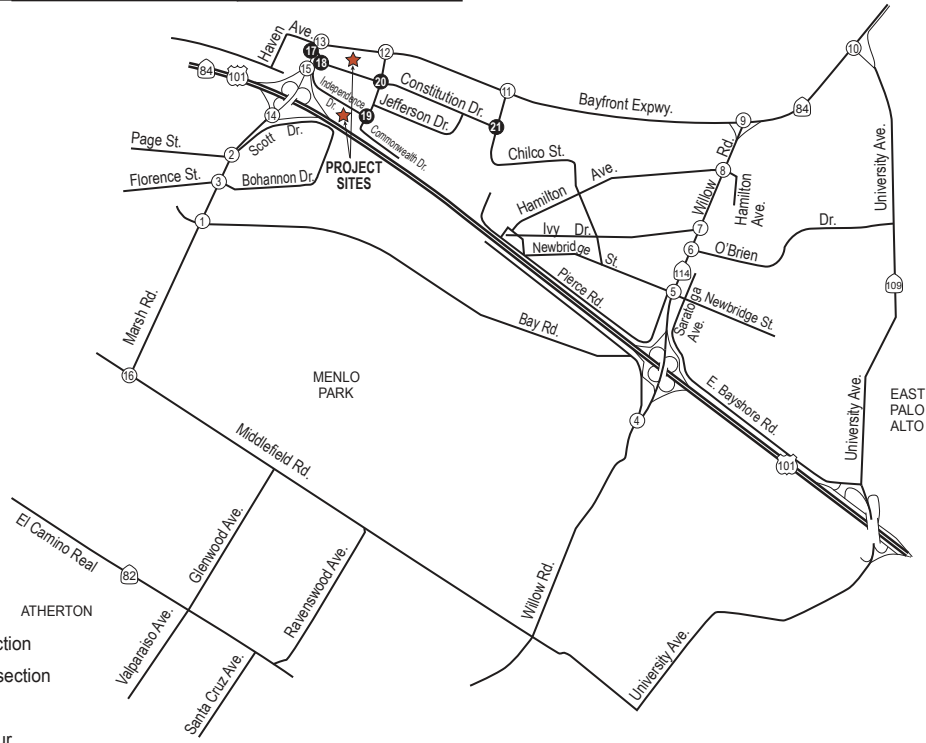 Haven
Ave.
17
13
18
12
84
101
15
20
Constitution Dr.
11
Bayfront Expwy.
84
10
9
Independence
Dr.
19
Jefferson Dr.
21
Commonwealth Dr.
14
Scott Dr.
Page St.
2
Florence St.
3
Bohannon Dr.
PROJECT
SITES
Chilco St.
Hamilton Ave.
8
Willow Rd.
Hamilton
Ave.
University Ave.
1
Ivy Dr.
7
Newbridge St.
6
O'Brien Dr.
114
5
Saratoga
Ave.
Newbridge St.
109
Pierce Rd.
Marsh Rd.
Bay Rd.
16
MENLO
PARK
E. Bayshore Rd.
University Ave.
EAST
PALO
ALTO
4
Middlefield Rd.
101
El Camino Real
82
Glenwood Ave.
Ravenswood Ave.
Willow Rd.
ATHERTON
Valparaiso Ave.
Santa Cruz Ave.
University Ave.
ction
section
ur